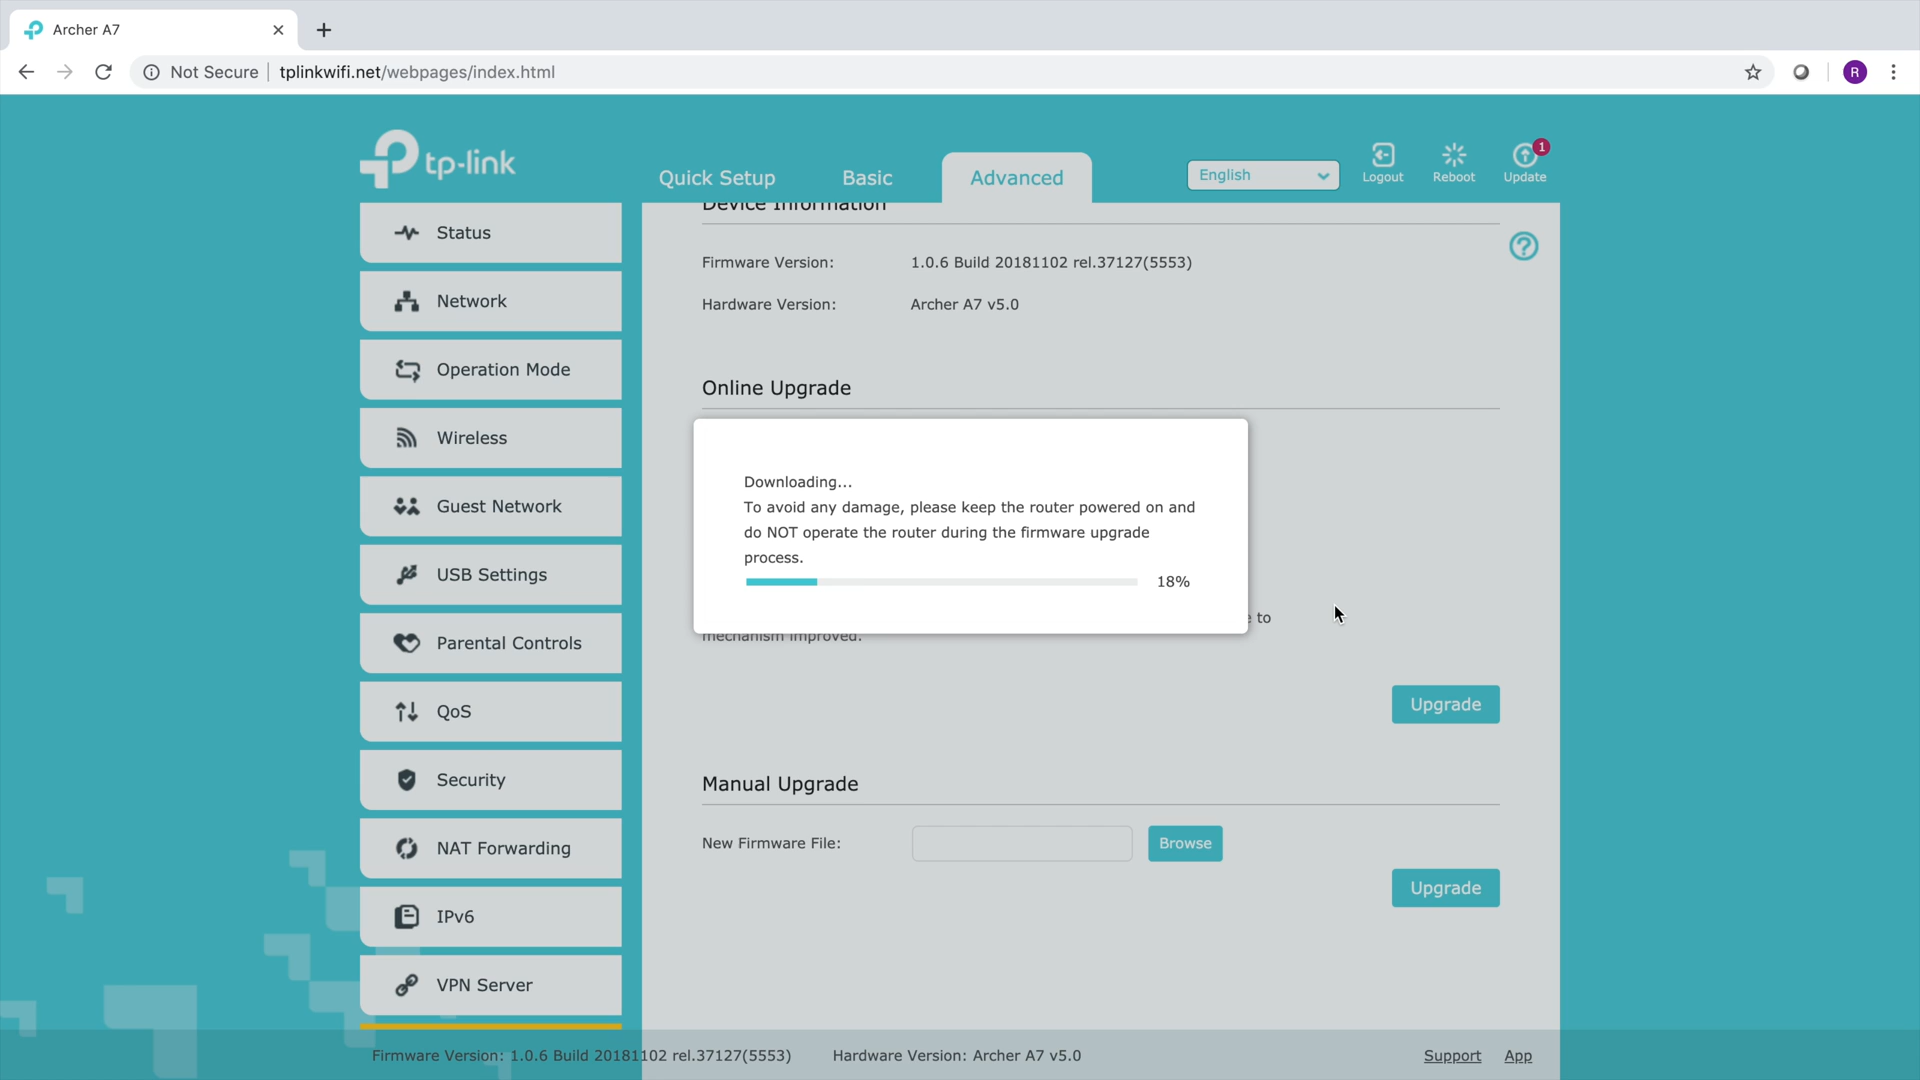 Archer A7
Not Secure
tplinkwifi.net/webpages/index.html
R
tp-link
Quick Setup
Basic
Advanced
English
Logout
Reboot
1
Update
Status
Network
Operation Mode
Wireless
Guest Network
USB Settings
Parental Controls
QoS
Security
NAT Forwarding
IPv6
VPN Server
Device Information
Firmware Version: 1.0.6 Build 20181102 rel.37127(5553)
Hardware Version: Archer A7 v5.0
?
Online Upgrade
Downloading...
To avoid any damage, please keep the router powered on and
do NOT operate the router during the firmware upgrade
process.
18%
to
mechanism improved.
Upgrade
Manual Upgrade
New Firmware File:
Browse
Upgrade
Firmware Version: 1.0.6 Build 20181102 rel.37127(5553)
Hardware Version: Archer A7 v5.0
Support
App